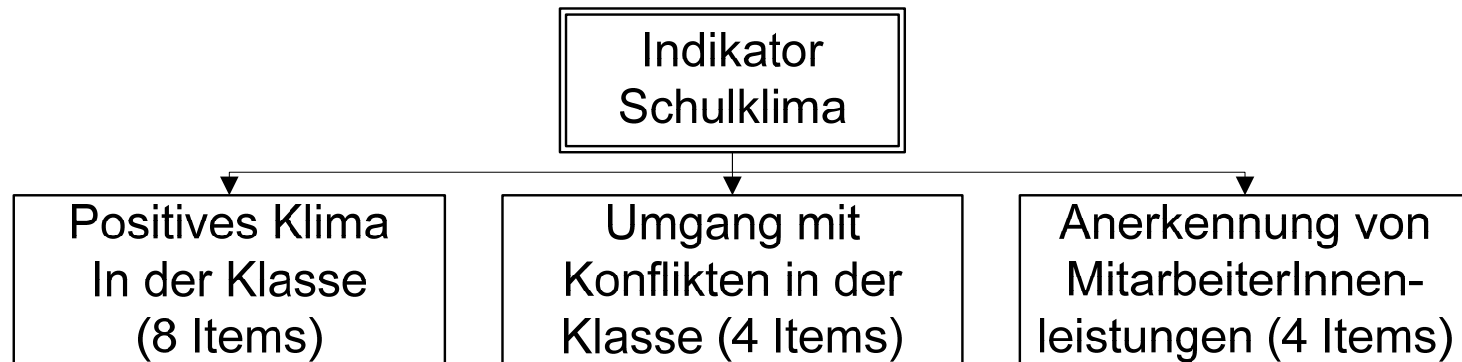 Indikator
Schulklima
Positives Klima
In der Klasse
(8 Items)
Umgang mit
Konflikten in der
Klasse (4 Items)
Anerkennung von
MitarbeiterInnen-
leistungen (4 Items)